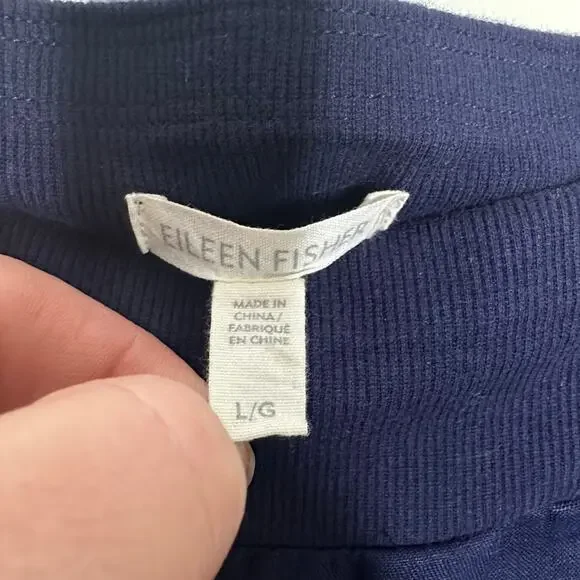 EILEEN FISHER
MADE IN
CHINA/
FABRIQUÉ
EN CHINE
L/G